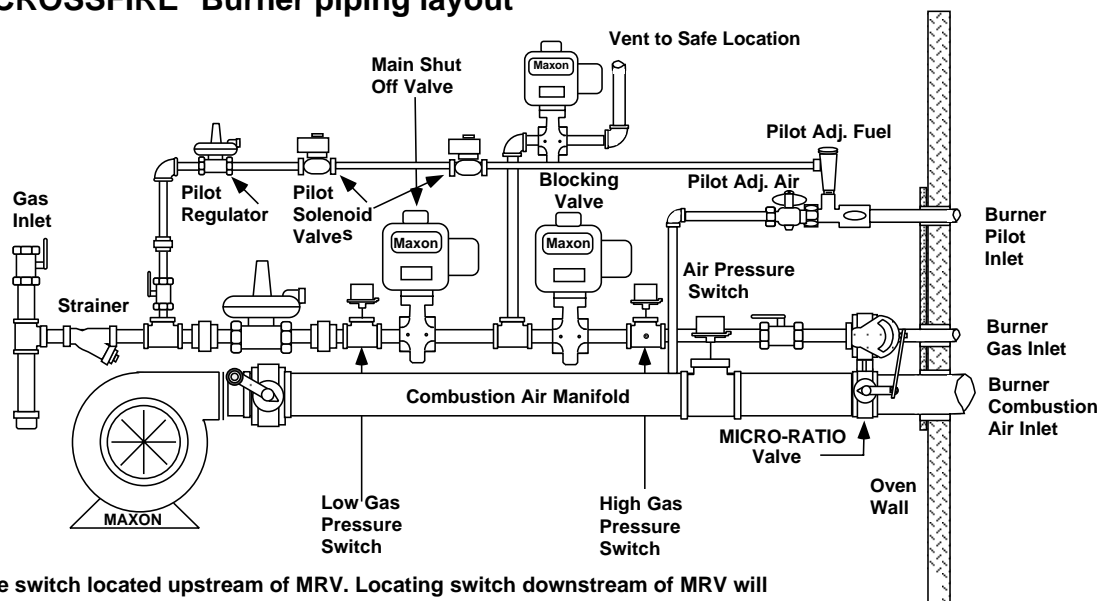 CROSSFIRE Burner piping layout
Vent to Safe Location
Main Shut
Off Valve
Maxon
Pilot Adj. Fuel
Pilot
Regulator
Pilot
Solenoid
Valves
Blocking
Valve
Pilot Adj. Air
Gas
Inlet
Maxon
Maxon
Burner
Pilot
Inlet
Air Pressure
Switch
Strainer
Burner
Gas Inlet
Combustion Air Manifold
Burner
Combustion
Air Inlet
MICRO-RATIO
Valve
MAXON
Low Gas
Pressure
Switch
High Gas
Pressure
Switch
Oven
Wall
e switch located upstream of MRV. Locating switch downstream of MRV will